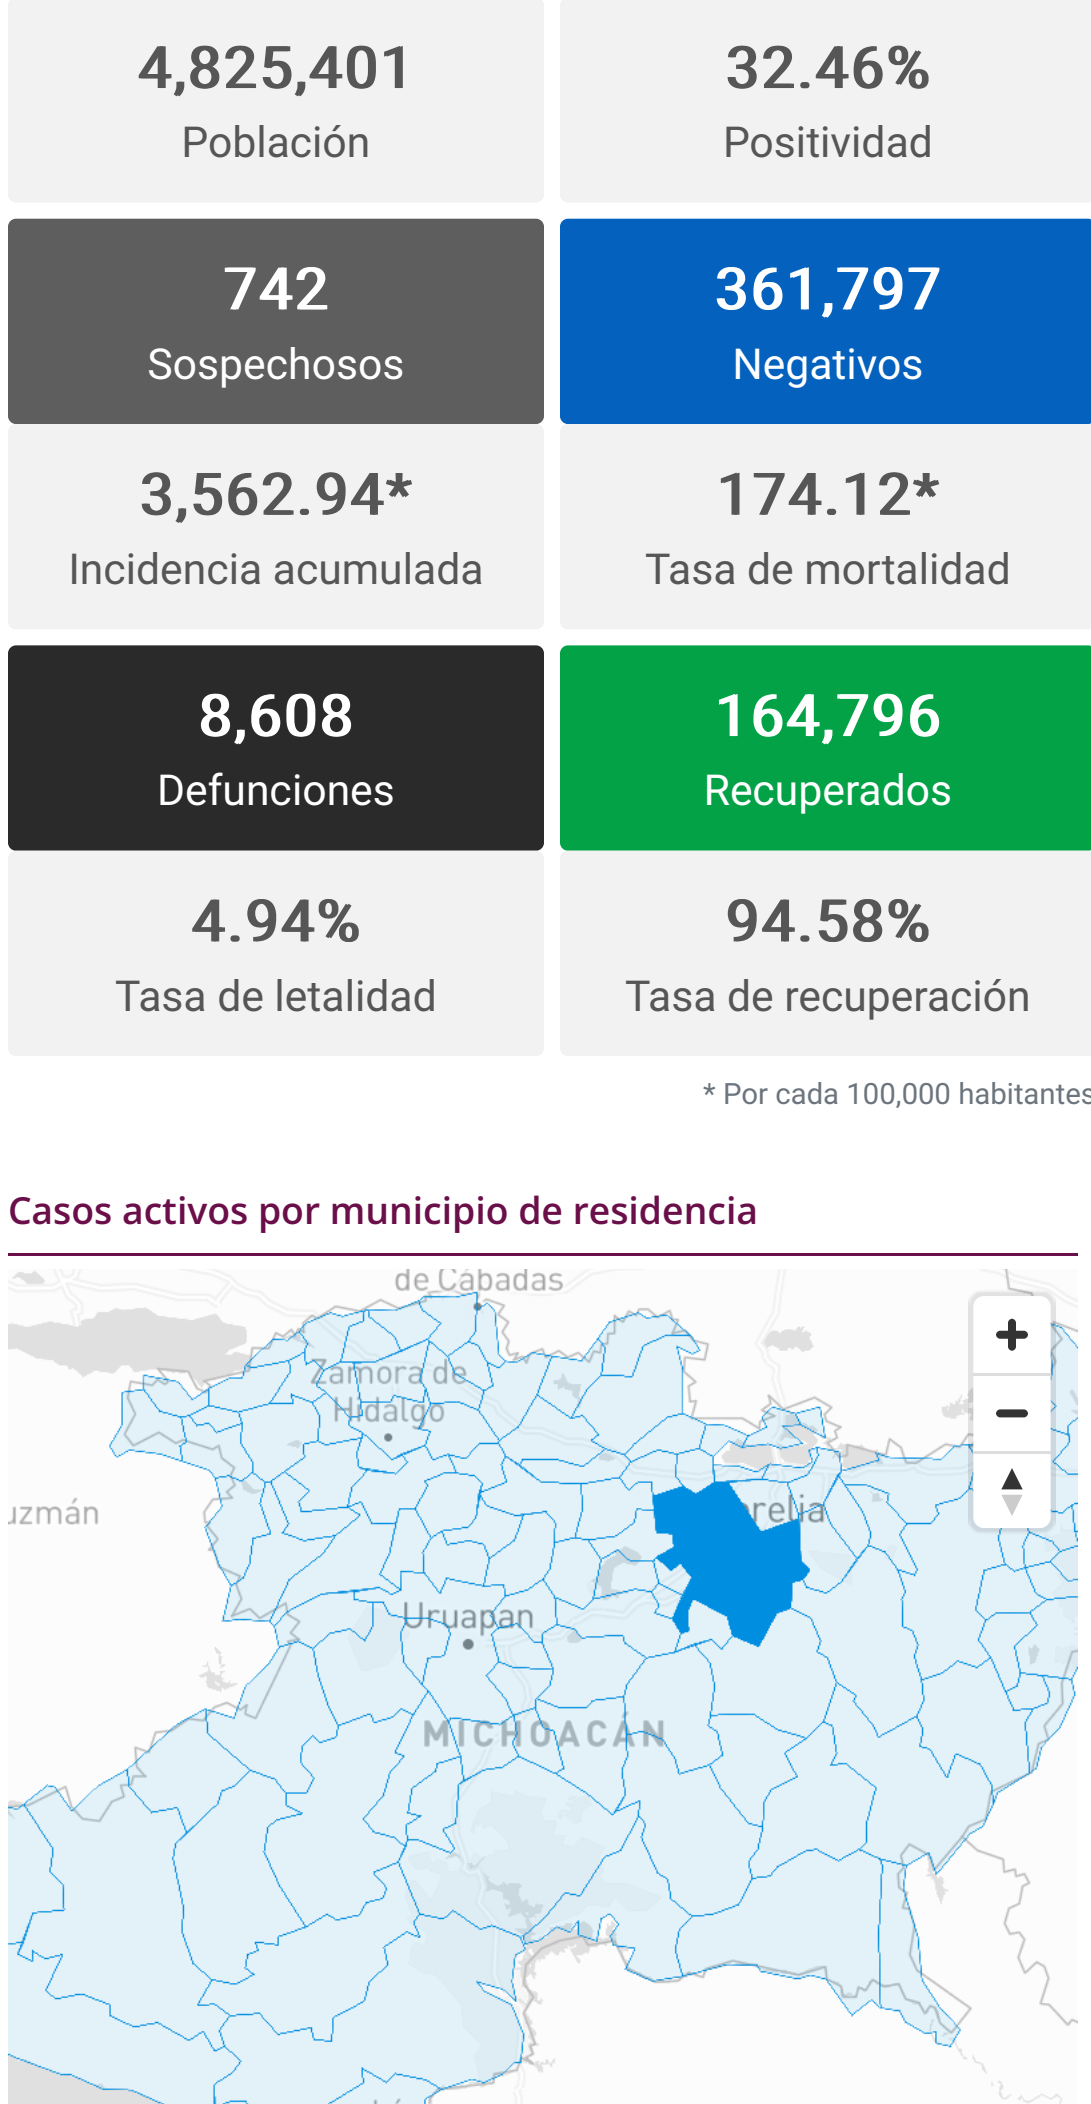 4,825,401
Población
32.46%
Positividad
742
Sospechosos
361,797
Negativos
3,562.94*
Incidencia acumulada
174.12*
Tasa de mortalidad
8,608
Defunciones
164,796
Recuperados
4.94%
Tasa de letalidad
94.58%
Tasa de recuperación
* Por cada 100,000 habitantes
Casos activos por municipio de residencia
de Cabadas
Zamora de
Hidalgo
uzmán
relia
Uruapan
MICHOACÁN